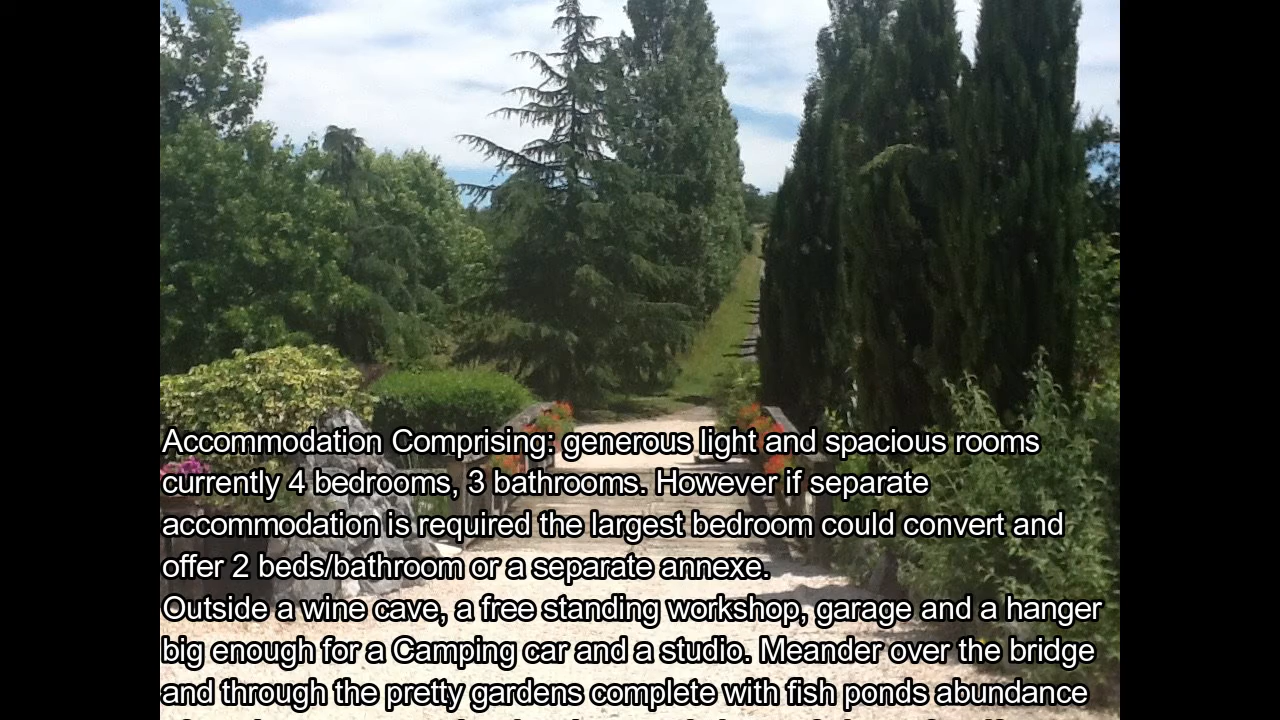 Accommodation Comprising: generous light and spacious rooms
currently 4 bedrooms, 3 bathrooms. However if separate
accommodation is required the largest bedroom could convert and
offer 2 beds/bathroom or a separate annexe.
Outside a wine cave, a free standing workshop, garage and a hanger
big enough for a Camping car and a studio. Meander over the bridge
and through the pretty gardens complete with fish ponds abundance